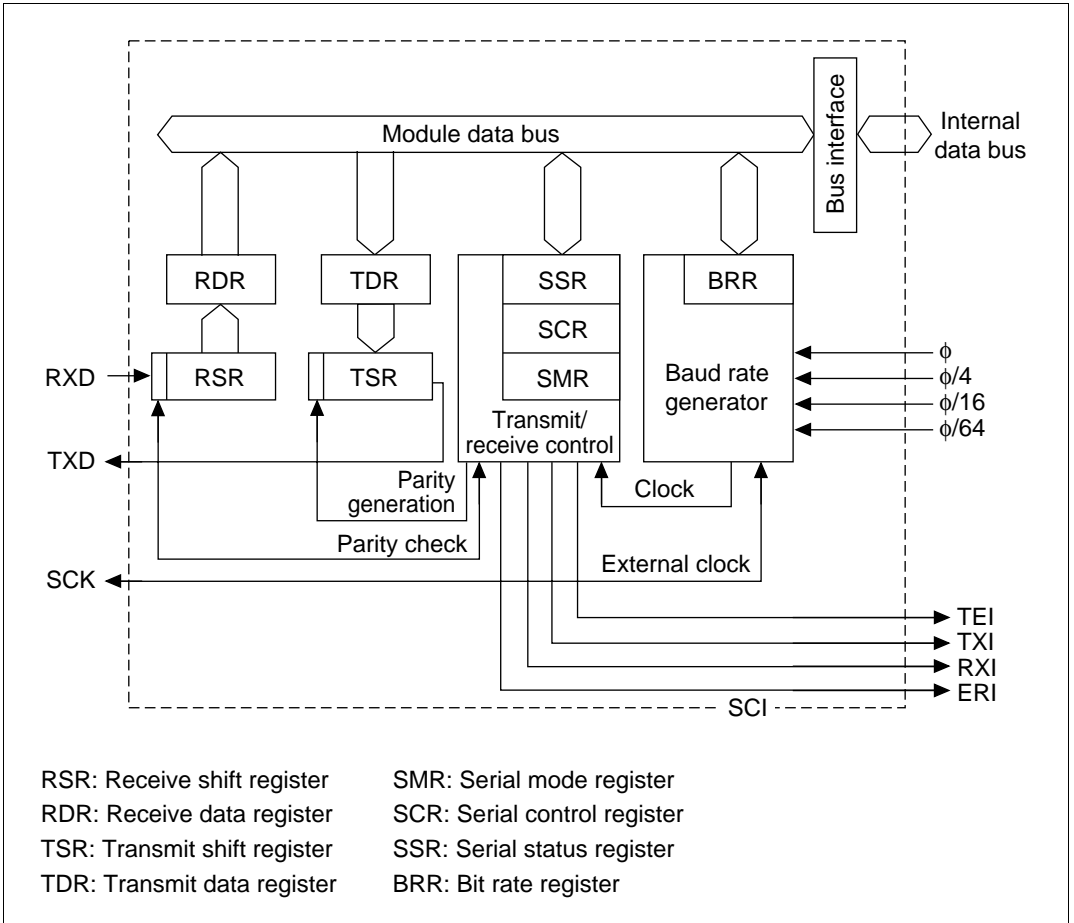 Module data bus
Bus interface
Internal
data bus
RDR
TDR
SSR
BRR
SCR
RXD
RSR
TSR
SMR
Baud rate
generator
ϕ
ϕ/4
ϕ/16
ϕ/64
Transmit/
receive control
TXD
Parity
generation
Clock
Parity check
External clock
SCK
TEI
TXI
RXI
ERI
SCI
RSR: Receive shift register
RDR: Receive data register
TSR: Transmit shift register
TDR: Transmit data register
SMR: Serial mode register
SCR: Serial control register
SSR: Serial status register
BRR: Bit rate register